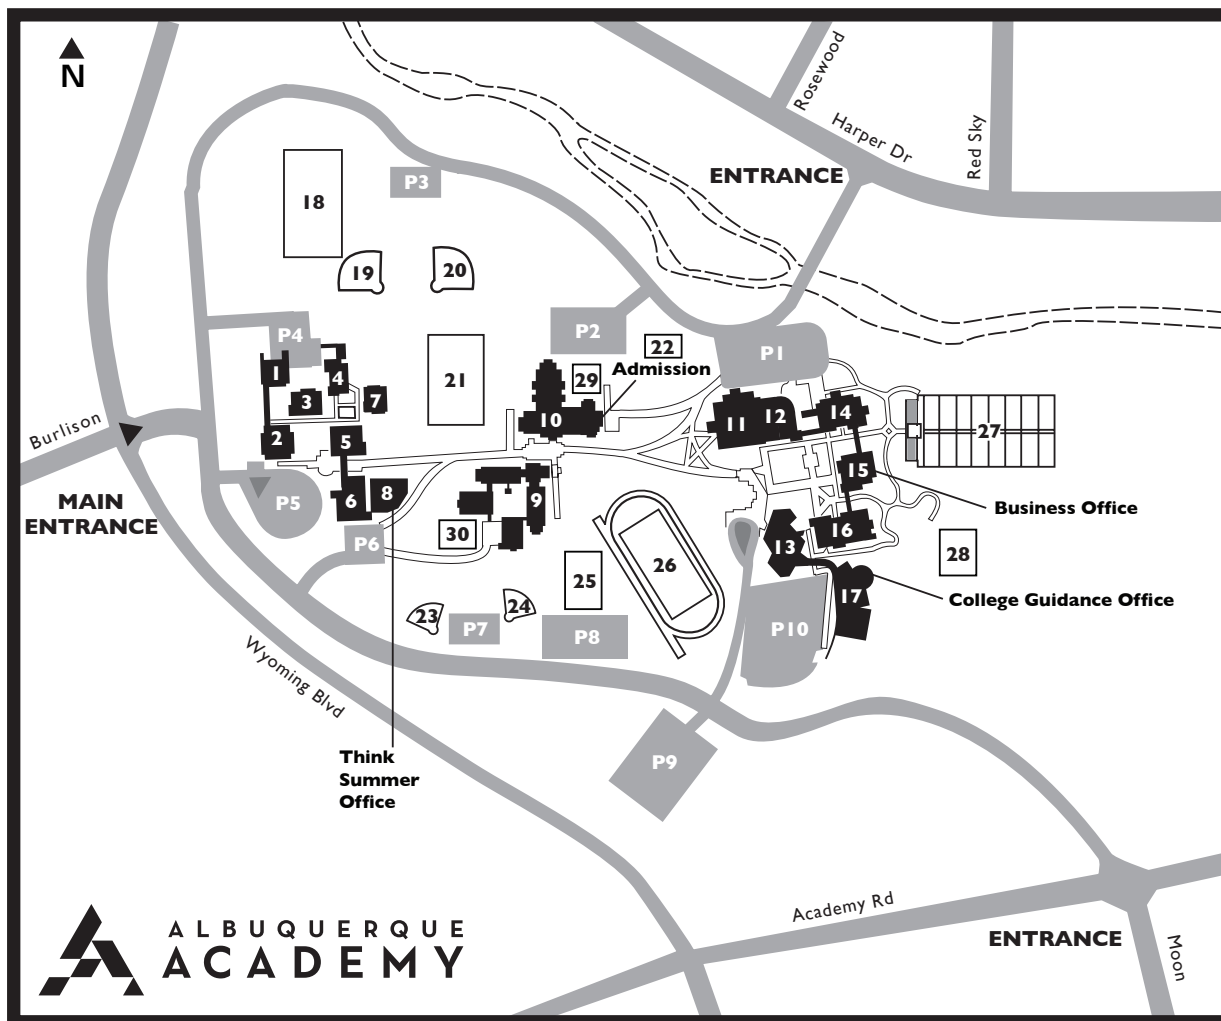 N
Rosewood
Harper Dr
Red Sky
ENTRANCE
P3
18
19
20
P4
P2
22
P1
Admission
1
4
3
7
21
29
10
11
12
14
27
Burlison
2
5
15
MAIN
ENTRANCE
P5
6
8
9
Business Office
30
P6
16
13
28
26
25
17
College Guidance Office
23
24
P7
P8
P10
Wyoming Blvd
Think
Summer
Office
P9
Academy Rd
ENTRANCE
Moon
ALBUQUERQUE
ACADEMY